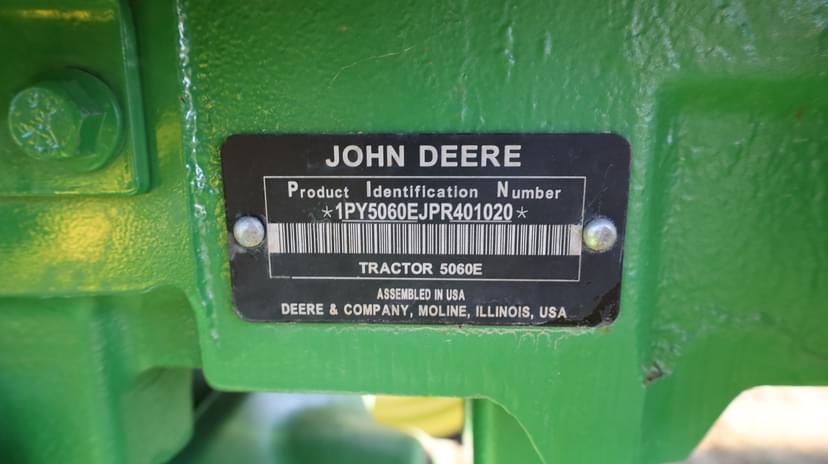 JOHN DEERE
Product Identification Number
*1PY5060EJPR401020*
TRACTOR 5060E
ASSEMBLED IN USA
DEERE & COMPANY, MOLINE, ILLINOIS, USA